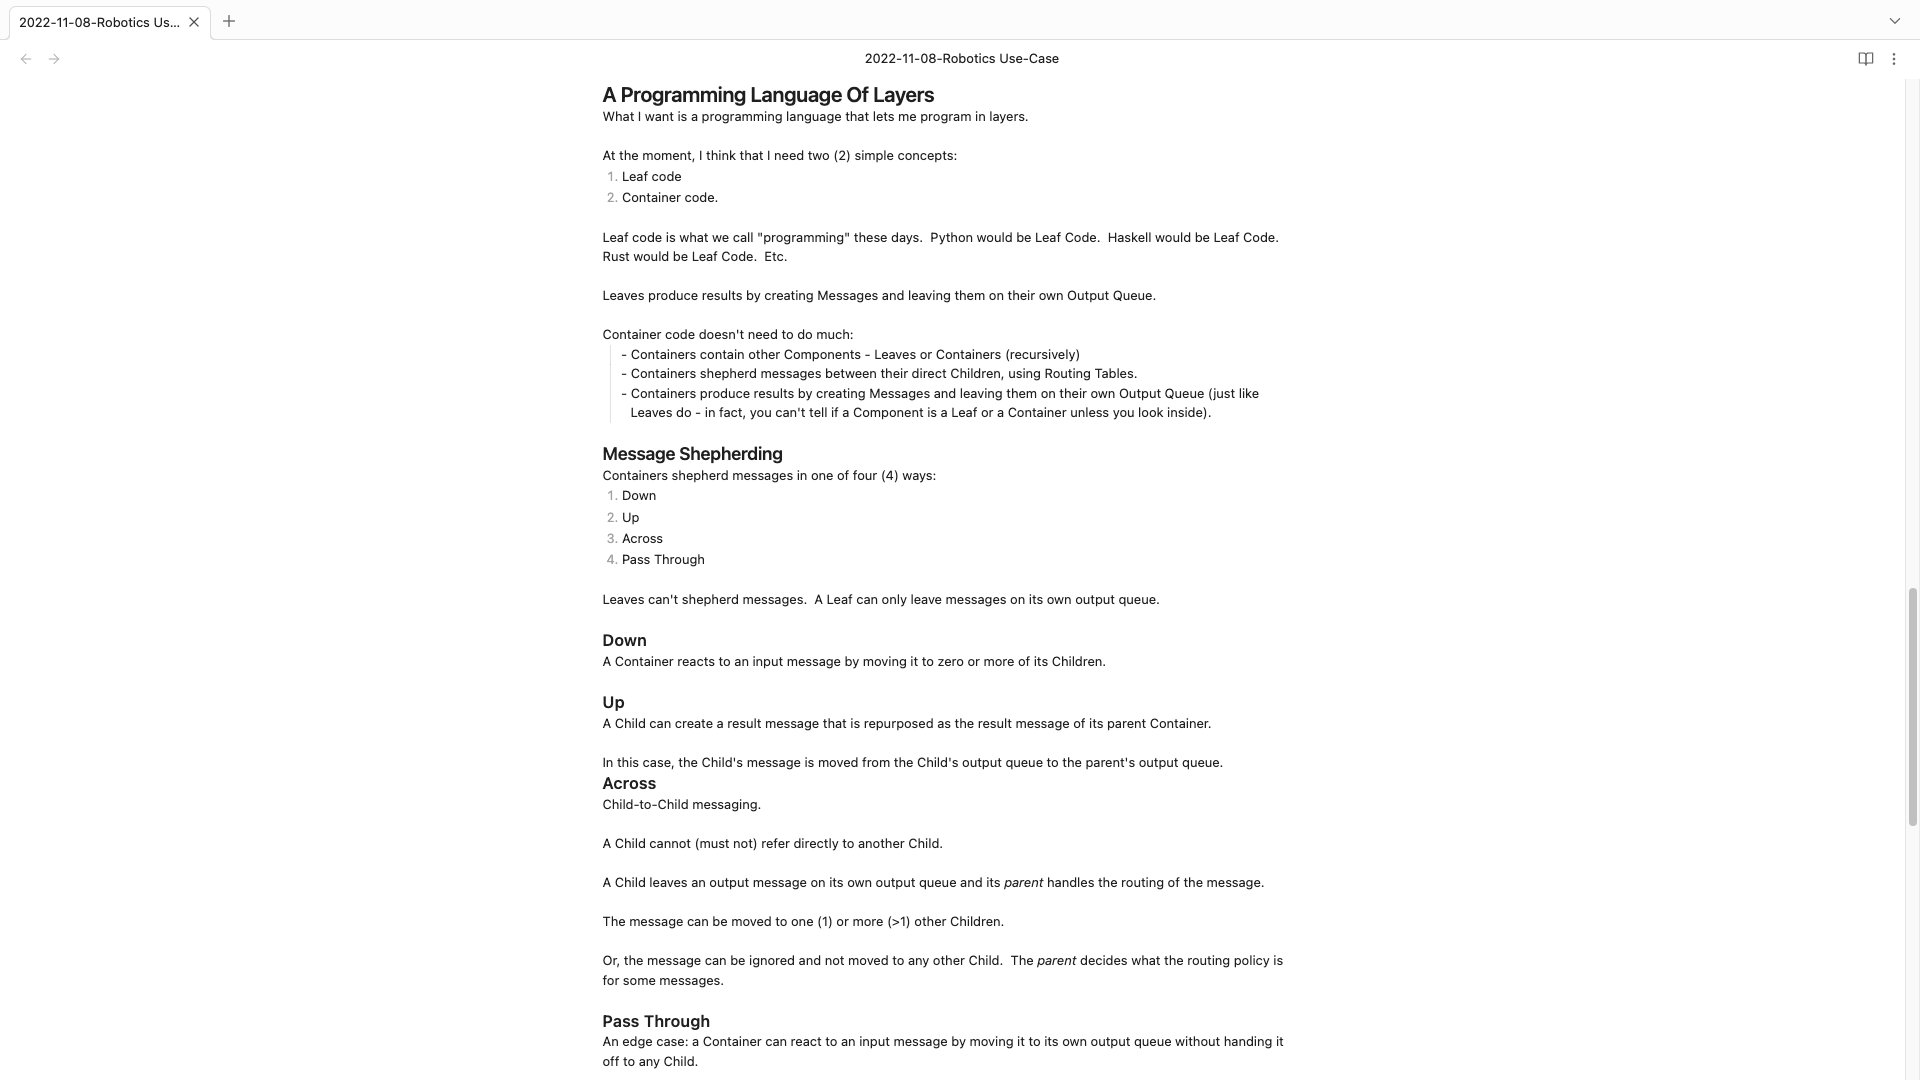 2022-11-08-Robotics Us...
2022-11-08-Robotics Use-Case
A Programming Language Of Layers
What I want is a programming language that lets me program in layers.
At the moment, I think that I need two (2) simple concepts:
1. Leaf code
2. Container code.
Leaf code is what we call "programming" these days.  Python would be Leaf Code.  Haskell would be Leaf Code.
Rust would be Leaf Code.  Etc.
Leaves produce results by creating Messages and leaving them on their own Output Queue.
Container code doesn't need to do much:
- Containers contain other Components - Leaves or Containers (recursively)
- Containers shepherd messages between their direct Children, using Routing Tables.
- Containers produce results by creating Messages and leaving them on their own Output Queue (just like
Leaves do - in fact, you can't tell if a Component is a Leaf or a Container unless you look inside).
Message Shepherding
Containers shepherd messages in one of four (4) ways:
1. Down
2. Up
3. Across
4. Pass Through
Leaves can't shepherd messages.  A Leaf can only leave messages on its own output queue.
Down
A Container reacts to an input message by moving it to zero or more of its Children.
Up
A Child can create a result message that is repurposed as the result message of its parent Container.
In this case, the Child's message is moved from the Child's output queue to the parent's output queue.
Across
Child-to-Child messaging.
A Child cannot (must not) refer directly to another Child.
A Child leaves an output message on its own output queue and its parent handles the routing of the message.
The message can be moved to one (1) or more (>1) other Children.
Or, the message can be ignored and not moved to any other Child.  The parent decides what the routing policy is
for some messages.
Pass Through
An edge case: a Container can react to an input message by moving it to its own output queue without handing it
off to any Child.